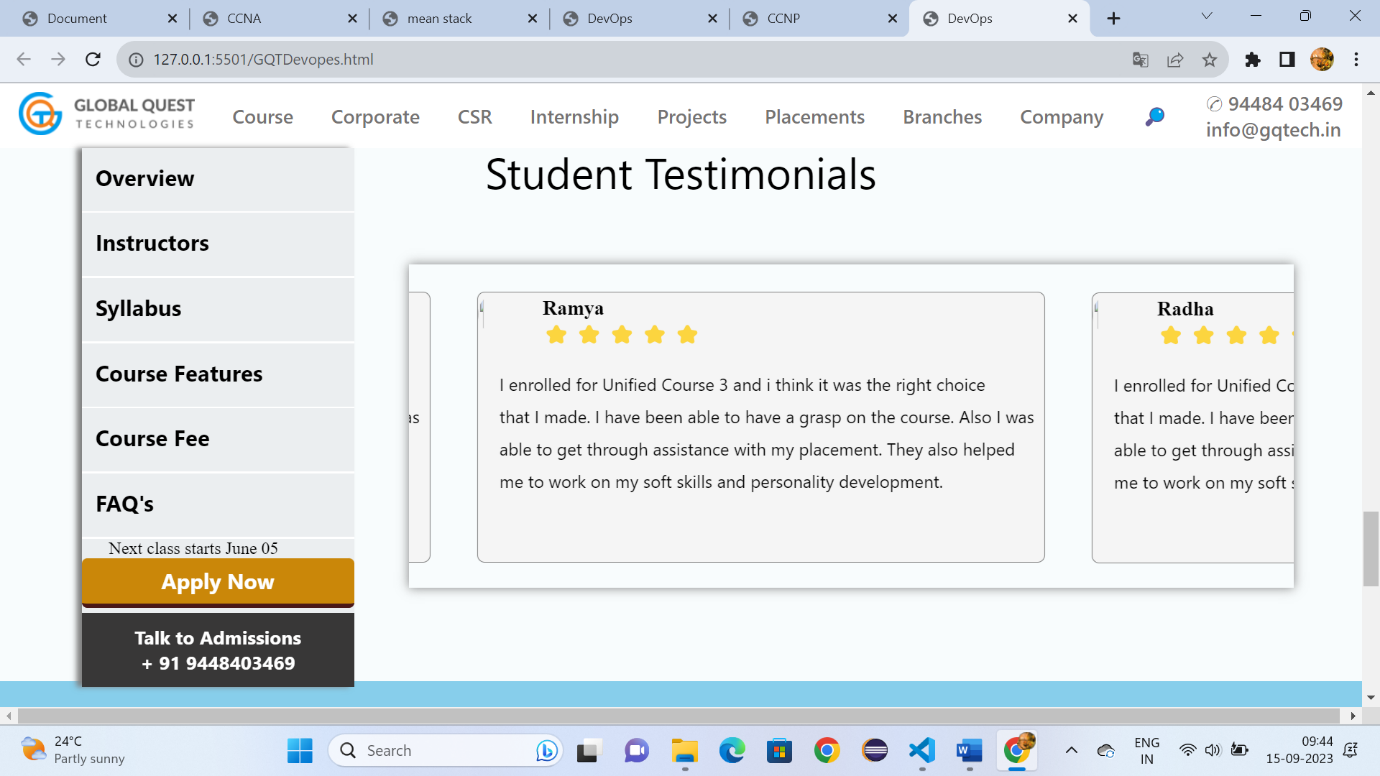 Document
CCNA
mean stack
DevOps
CCNP
DevOps
127.0.0.1:5501/GQTDevopes.html
GLOBAL QUEST
TECHNOLOGIES
Course
Corporate
CSR
Internship
Projects
Placements
Branches
Company
✆ 94484 03469
info@gqtech.in
Overview
Instructors
Syllabus
Course Features
Course Fee
FAQ's
Next class starts June 05
Apply Now
Talk to Admissions
+ 91 9448403469
Student Testimonials
Ramya
I enrolled for Unified Course 3 and i think it was the right choice
that I made. I have been able to have a grasp on the course. Also I was
able to get through assistance with my placement. They also helped
me to work on my soft skills and personality development.
Radha
I enrolled for Unified
that I made. I have been
able to get through
me to work on my soft
24°C
Partly sunny
Search
ENG
IN
09:44
15-09-2023